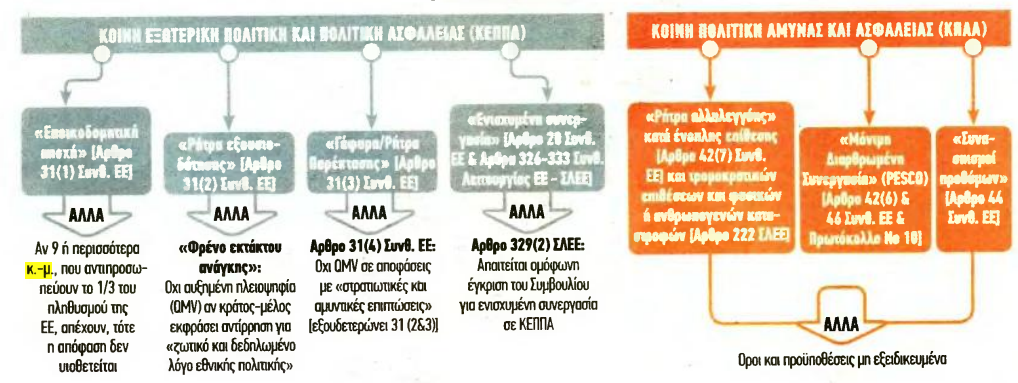 ΚΟΙΝΗ ΕΞΩΤΕΡΙΚΗ ΠΟΛΙΤΙΚΗ ΚΑΙ ΠΟΛΙΤΙΚΗ ΑΣΦΑΛΕΙΑΣ (ΚΕΠΠΑ)
«Εποικοδομητική
αποχή» [Αρθρο
31(1) Συνθ. ΕΕ]
ΑΛΛΑ
Αν 9 ή περισσότερα
κ.-μ., που αντιπροσω-
πεύουν το 1/3 του
πληθυσμού της
ΕΕ, απέχουν, τότε
η απόφαση δεν
υιοθετείται
«Ρήτρα εξουσιο-
δότησης» [Αρθρο
31(2) Συνθ. ΕΕ]
ΑΛΛΑ
«Φρένο εκτάκτου
ανάγκης»:
Οχι αυξημένη πλειοψηφία
(QMV) αν κράτος-μέλος
εκφράσει αντίρρηση για
«ζωτικό και δεδηλωμένο
λόγο εθνικής πολιτικής»
«Γέφυρα/Ρήτρα
Παρέκτασης» [Αρθρο
31(3) Συνθ. ΕΕ]
ΑΛΛΑ
Αρθρο 31(4) Συνθ. ΕΕ:
Οχι QMV σε αποφάσεις
με «στρατιωτικές και
αμυντικές επιπτώσεις»
[εξουδετερώνει 31 (2&3)]
«Ενισχυμένη συνερ-
γασία» [Αρθρο 20 Συνθ.
ΕΕ & Αρθρα 326-333 Συνθ.
Λειτουργίας ΕΕ - ΣΛΕΕ]
ΑΛΛΑ
Αρθρο 329(2) ΣΛΕΕ:
Απαιτείται ομόφωνη
έγκριση του Συμβουλίου
για ενισχυμένη συνεργασία
σε ΚΕΠΠΑ
ΚΟΙΝΗ ΠΟΛΙΤΙΚΗ ΑΜΥΝΑΣ ΚΑΙ ΑΣΦΑΛΕΙΑΣ (ΚΠΑΑ)
«Ρήτρα αλληλεγγύης»
κατά ένοπλης επίθεσης
[Αρθρο 42(7) Συνθ.
ΕΕ] και τρομοκρατικών
επιθέσεων και φυσικών
ή ανθρωπογενών κατα-
στροφών [Αρθρο 222 ΣΛΕΕ]
«Μόνιμη
Διαρθρωμένη
Συνεργασία» (PESCO)
[Αρθρο 42(6) &
46 Συνθ. ΕΕ &
Πρωτόκολλο Νο 10]
«Συνα-
σπισμοί
προθύμων»
[Αρθρο 44
Συνθ. ΕΕ]
ΑΛΛΑ
Οροι και προϋποθέσεις μη εξειδικευμένα